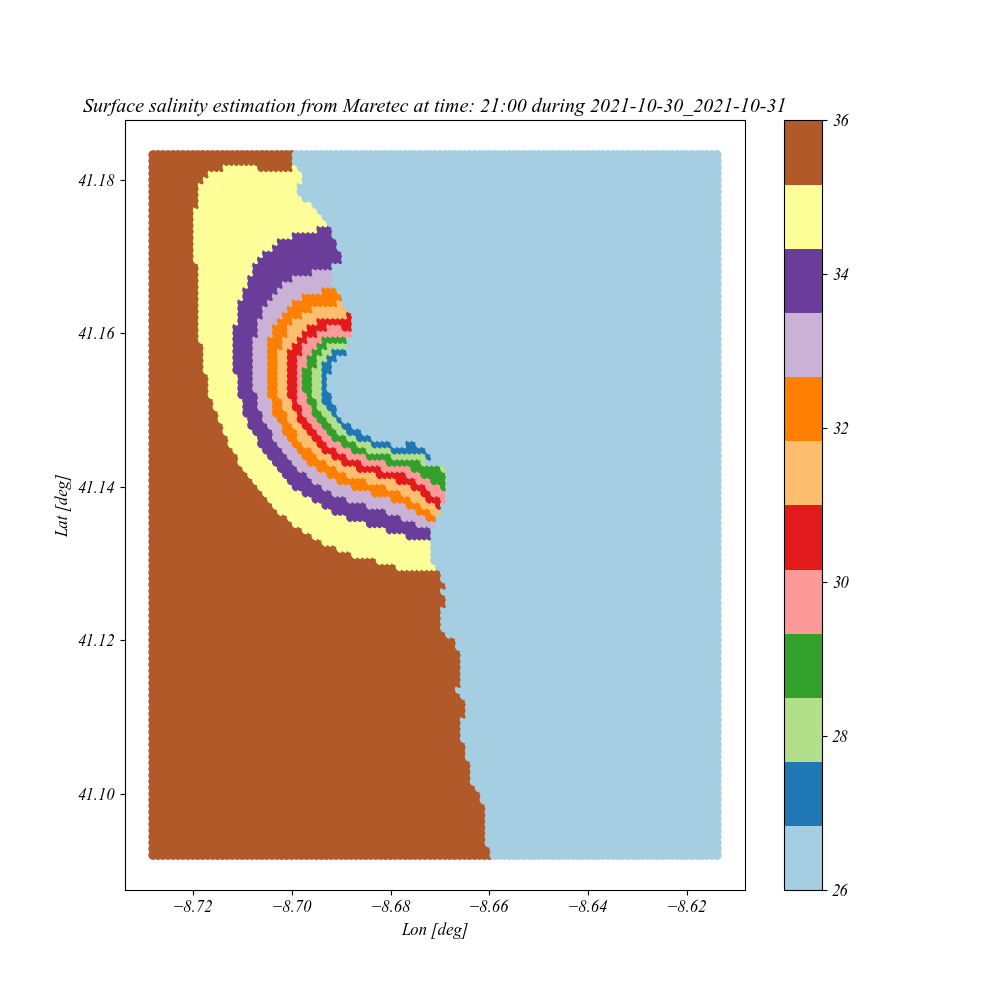 Surface salinity estimation from Maretec at time: 21:00 during 2021-10-30_2021-10-31
36
41.18
34
41.16
32
Lat [deg]
41.14
30
41.12
28
41.10
26
−8.72 −8.70 −8.68 −8.66 −8.64 −8.62
Lon [deg]